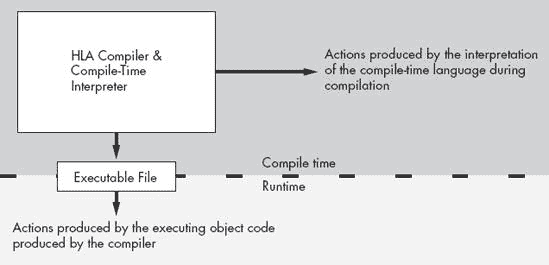 HLA Compiler &
Compile-Time
Interpreter
Actions produced by the interpretation
of the compile-time language during
compilation
Compile time
Executable File
Runtime
Actions produced by the executing object code
produced by the compiler